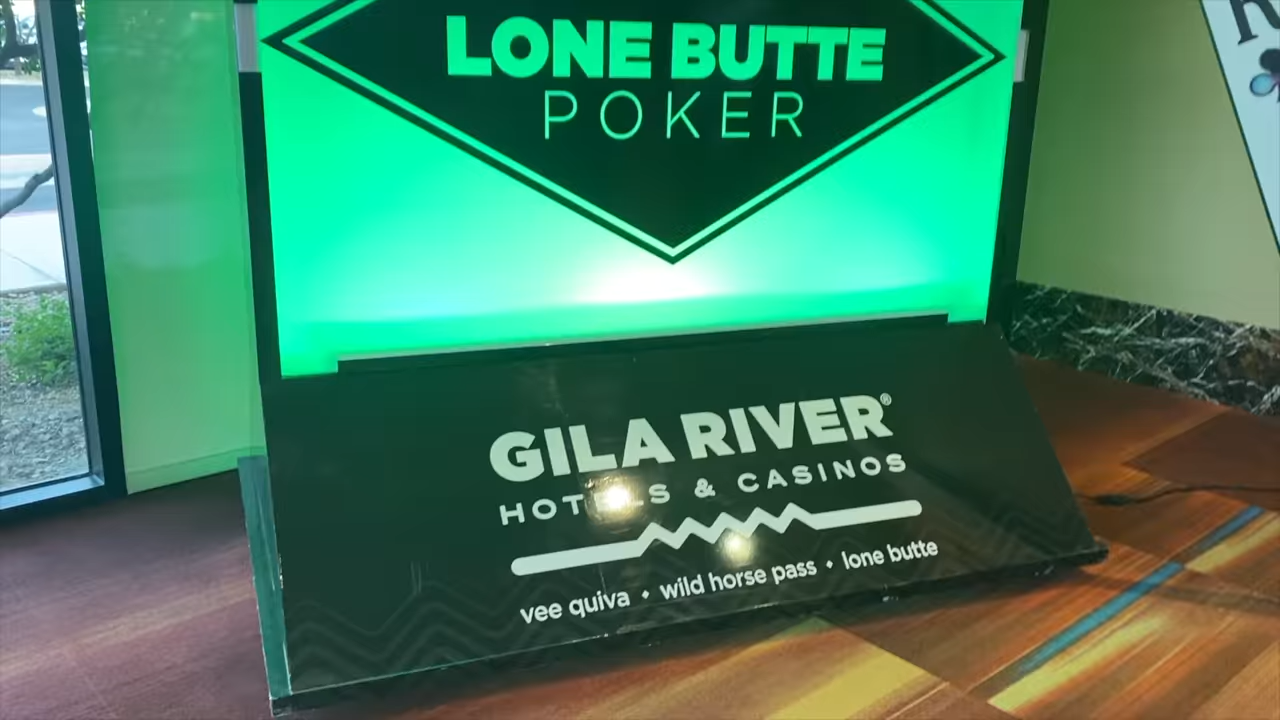 LONE BUTTE
POKER
GILA RIVER®
HOTELS & CASINOS
vee quiva • wild horse pass • lone butte